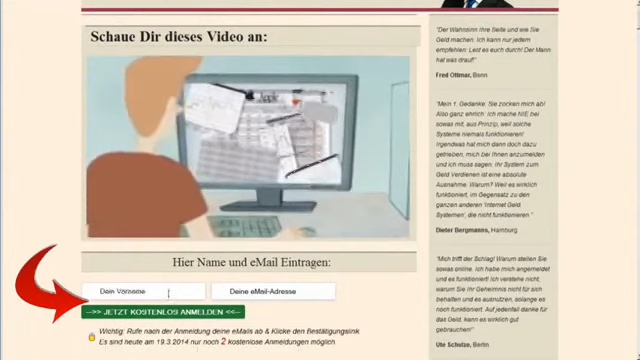 Schaue Dir dieses Video an:
Hier Name und eMail Eintragen:
Dein Vorname
Deine eMail-Adresse
-->> JETZT KOSTENLOS ANMELDEN <<--
Wichtig: Rufe nach der Anmeldung deine eMails ab & Klicke den Bestätigungslink
Es sind heute am 19.3.2014 nur noch 2 kostenlose Anmeldungen möglich.
"Der Wahnsinn Ihre Seite und wie Sie
Geld machen. Ich kann nur jedem
empfehlen: Lest es euch durch! Der Mann
hat was drauf!"
Fred Ottmar, Bonn
"Mein 1. Gedanke: Sie zocken mich ab!
Also ganz ehrlich: Ich mache NIE bei
sowas mit, aus Prinzip, weil solche
Systeme niemals funktionieren!
Irgendwas hat mich dann doch dazu
getrieben, mich bei Ihnen anzumelden
und ich muss sagen: Ihr System zum
Geld Verdienen ist eine absolute
Ausnahme. Warum? Weil es wirklich
funktioniert, im Gegensatz zu den
ganzen anderen 'Internet Geld
Systemen', die nicht funktionieren"
Dieter Bergmanns, Hamburg
"Mich trifft der Schlag! Warum stellen Sie
sowas online. Ich habe mich angemeldet
und es funktioniert! Ich verstehe nicht,
warum Sie Ihr Geheimnis nicht für sich
behalten und es ausnutzen, solange es
noch funktioniert. Auf jedenfall danke für
das Geld, kann es wirklich gut
gebrauchen!"
Ute Schulze, Berlin